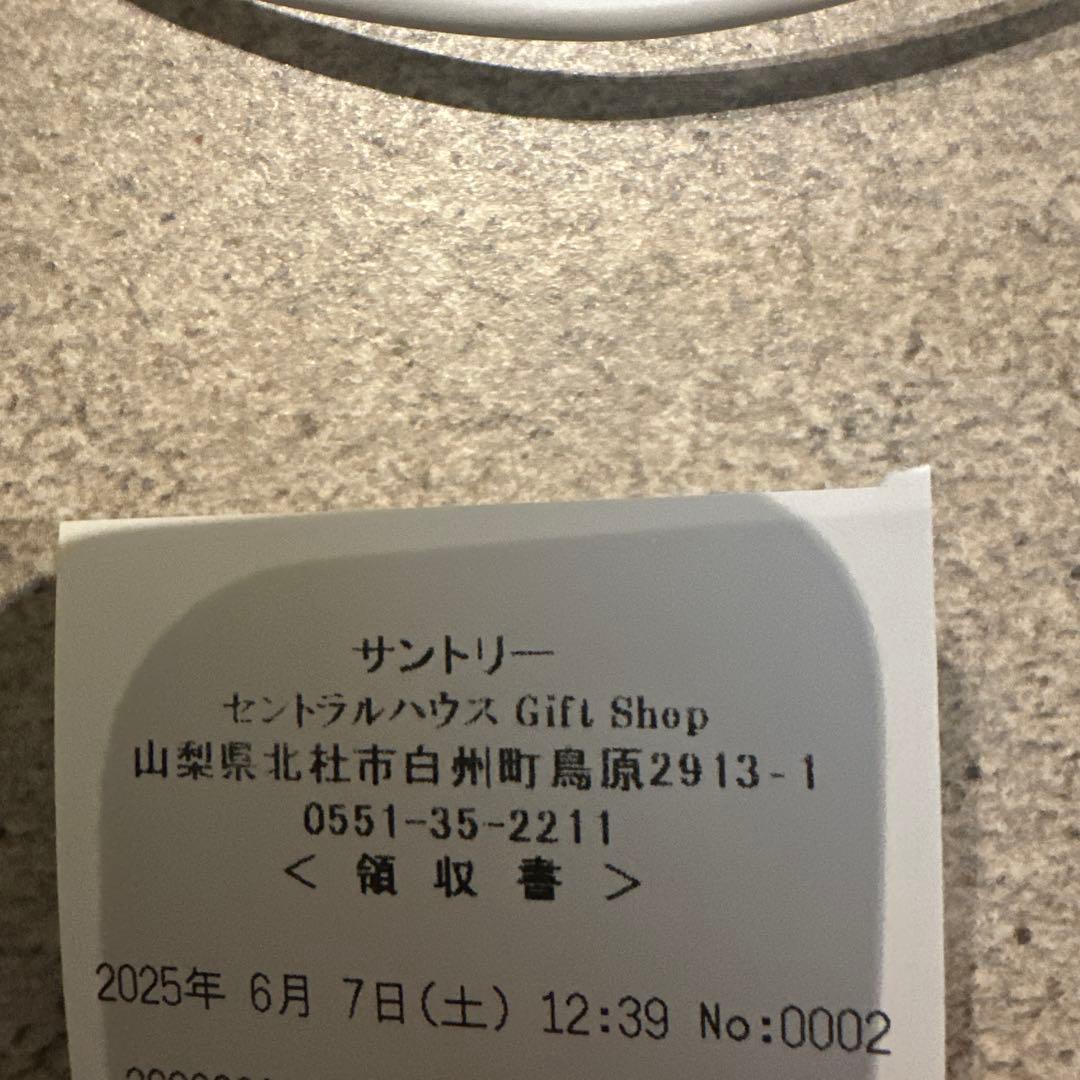 サントリー
セントラルハウス Gift Shop
山梨県北杜市白州町鳥原2913-1
0551-35-2211
< 領 収 書 >
2025年 6月 7日(土) 12:39 No:0002